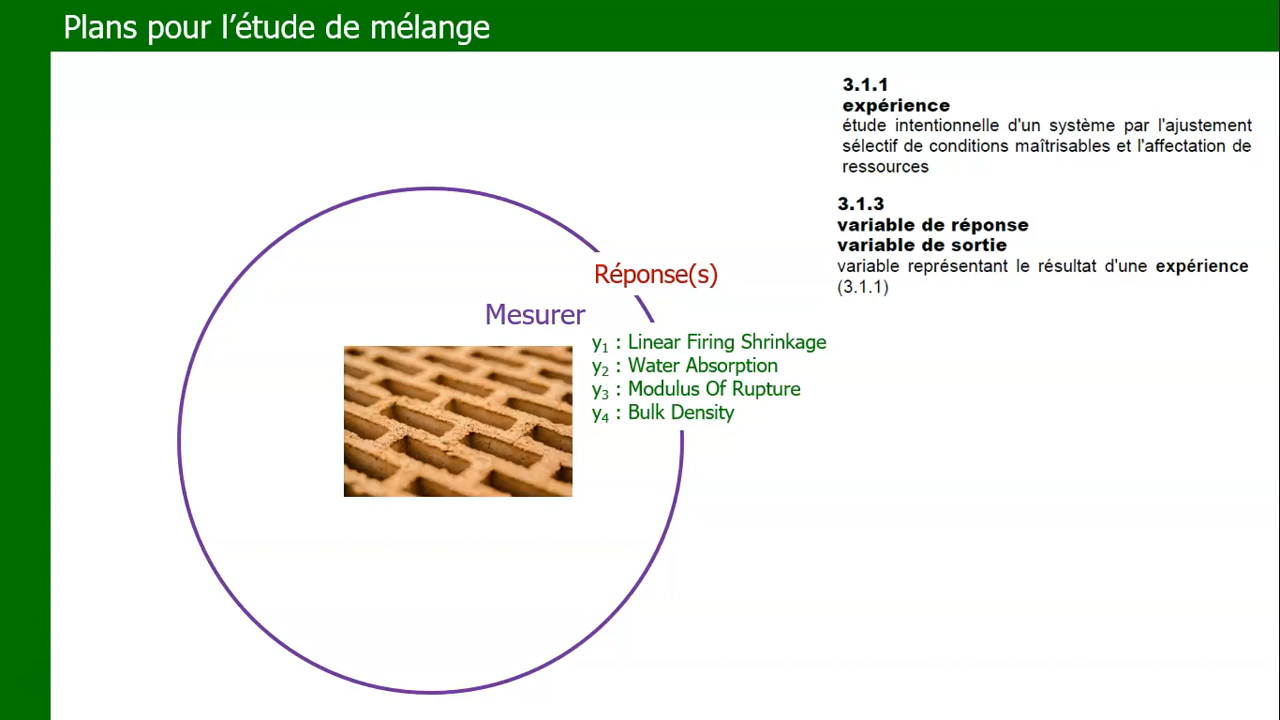 Plans pour l’étude de mélange
3.1.1
expérience
étude intentionnelle d'un système par l'ajustement
sélectif de conditions maîtrisables et l'affectation de
ressources
3.1.3
variable de réponse
variable de sortie
variable représentant le résultat d'une expérience
(3.1.1)
Réponse(s)
Mesurer
y₁ : Linear Firing Shrinkage
y₂ : Water Absorption
y₃ : Modulus Of Rupture
y₄ : Bulk Density